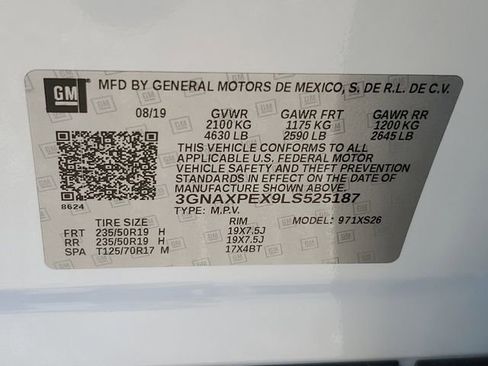 GM
MFD BY GENERAL MOTORS DE MEXICO, S. DE R.L. DE C.V.
08/19 GVWR GAWR FRT GAWR RR
2100 KG 1175 KG 1200 KG
4630 LB 2590 LB 2645 LB
THIS VEHICLE CONFORMS TO ALL
APPLICABLE U.S. FEDERAL MOTOR
VEHICLE SAFETY AND THEFT PREVENTION
STANDARDS IN EFFECT ON THE DATE OF
MANUFACTURE SHOWN ABOVE.
3GNAXPEX9LS525187
8624
TYPE: M.P.V. MODEL: 971XS26
TIRE SIZE RIM
FRT 235/50R19 H 19X7.5J
RR 235/50R19 H 19X7.5J
SPA T125/70R17 M 17X4BT